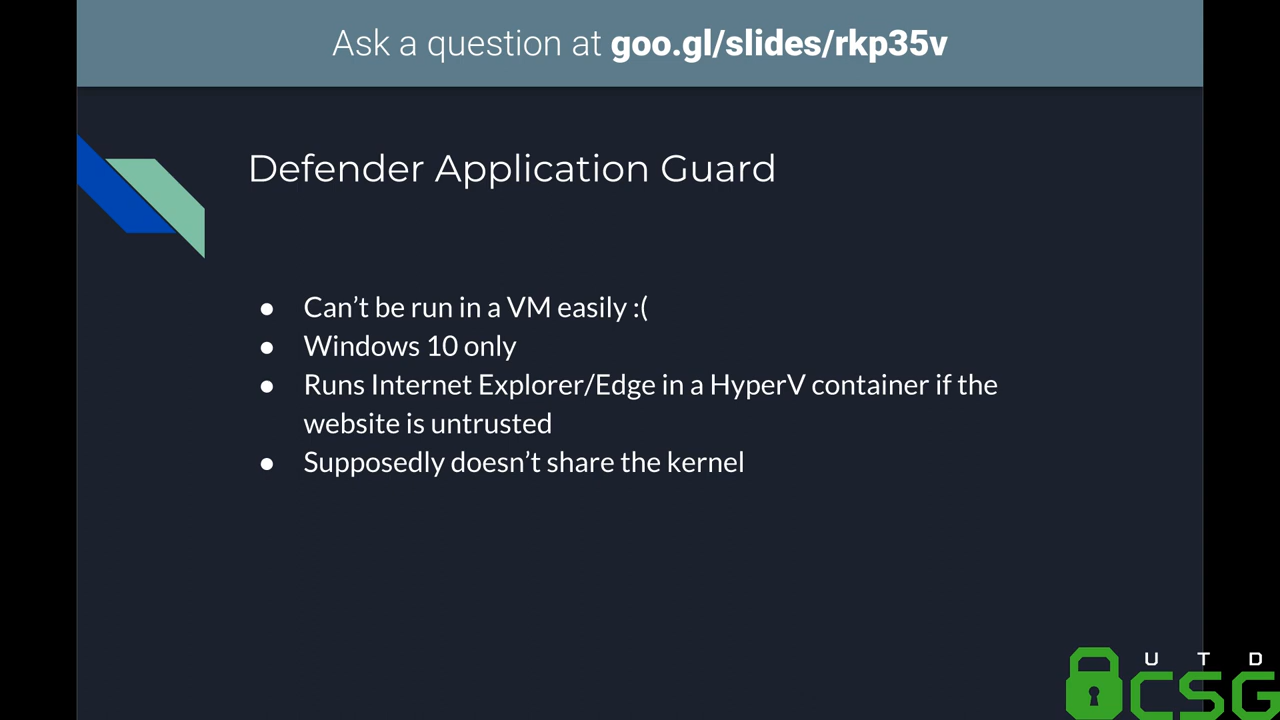 Ask a question at goo.gl/slides/rkp35v
Defender Application Guard
● Can’t be run in a VM easily :(
● Windows 10 only
● Runs Internet Explorer/Edge in a HyperV container if the
website is untrusted
● Supposedly doesn’t share the kernel
U T D
CSG